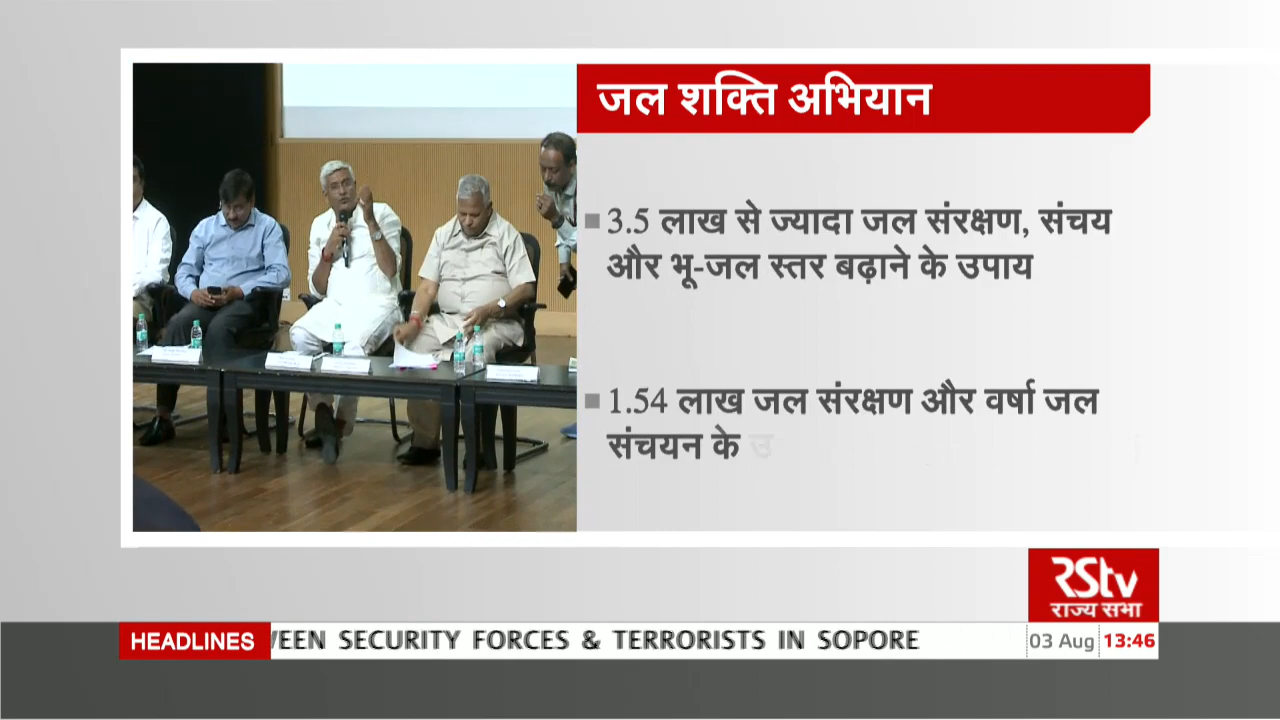 जल शक्ति अभियान
3.5 लाख से ज्यादा जल संरक्षण, संचय
और भू-जल स्तर बढ़ाने के उपाय
1.54 लाख जल संरक्षण और वर्षा जल
संचयन के उ
RStv
राज्य सभा
HEADLINES
VEEN SECURITY FORCES & TERRORISTS IN SOPORE
03 Aug 13:46